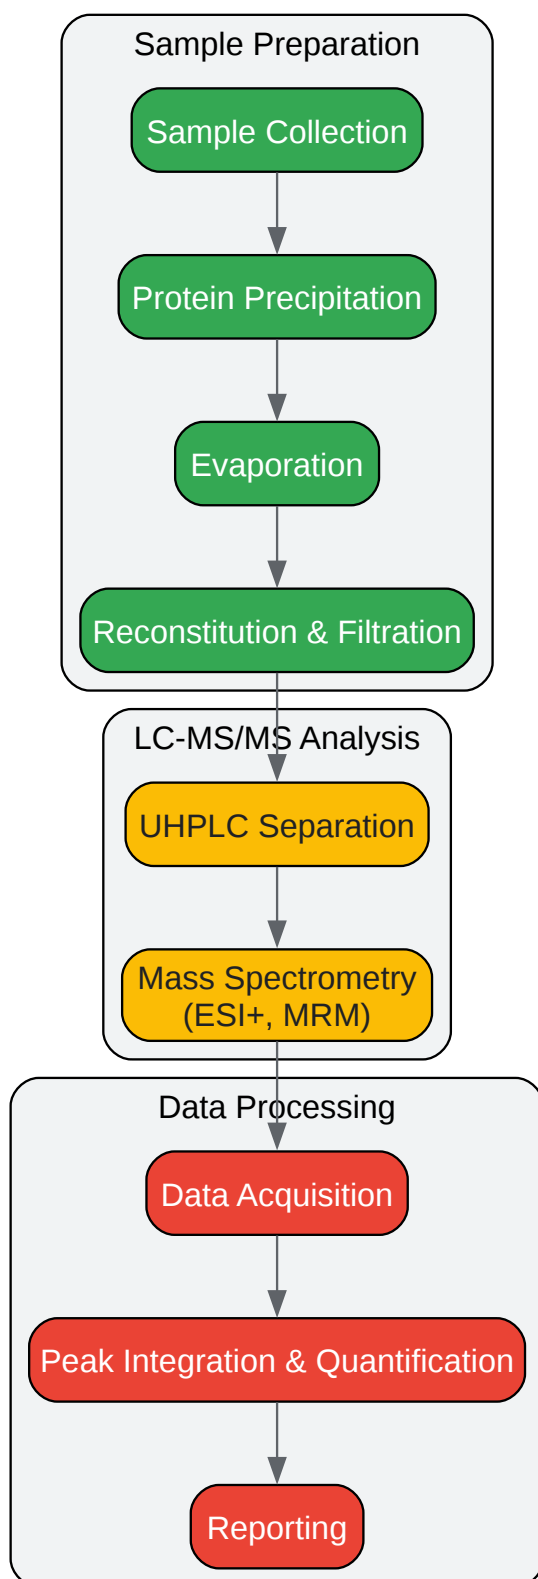 Sample Preparation
Sample Collection
Protein Precipitation
Evaporation
Reconstitution & Filtration
LC-MS/MS Analysis
UHPLC Separation
Mass Spectrometry
(ESI+, MRM)
Data Processing
Data Acquisition
Peak Integration & Quantification
Reporting